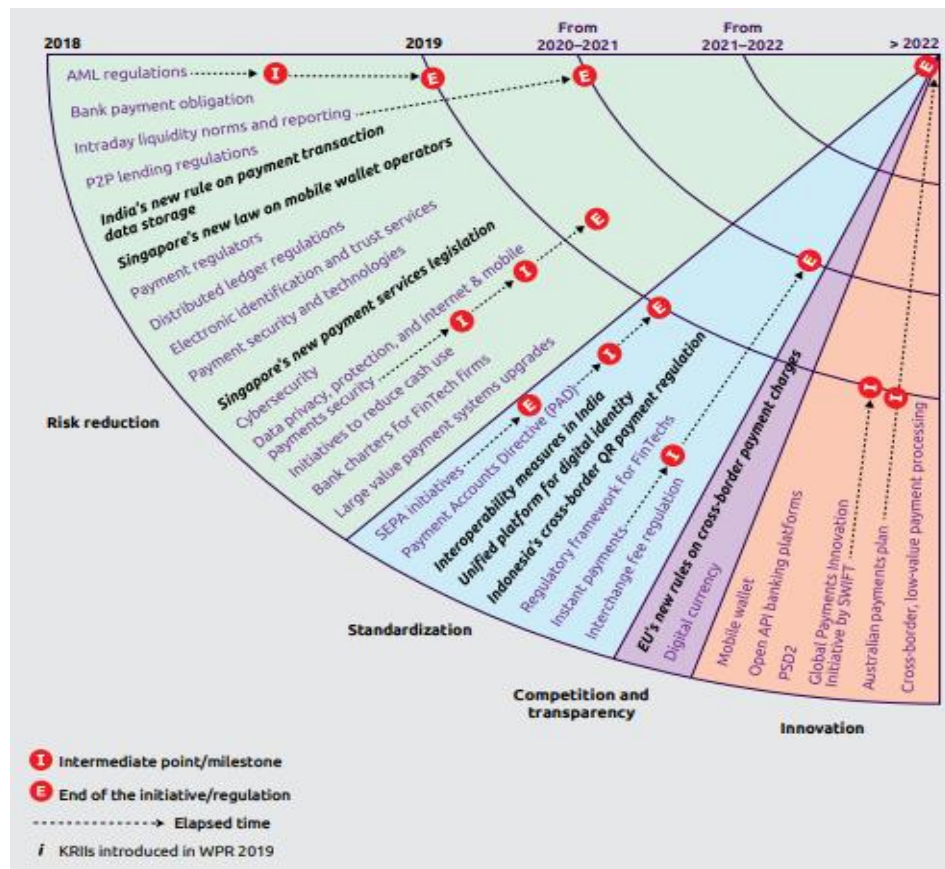 2018
2019
From
2020–2021
From
2021–2022
> 2022
AML regulations
I
E
Bank payment obligation
Intraday liquidity norms and reporting
E
P2P lending regulations
India's new rule on payment transaction
data storage
Singapore's new law on mobile wallet operators
Payment regulators
Distributed ledger regulations
Electronic identification and trust services
Payment security and technologies
Singapore's new payment services legislation
Cybersecurity
Data privacy, protection, and internet & mobile
payments security
I
I
E
Initiatives to reduce cash use
Bank charters for FinTech firms
Large value payment systems upgrades
Risk reduction
SEPA initiatives
E
Payment Accounts Directive (PAD)
I
E
Interoperability measures in India
Unified platform for digital identity
Indonesia's cross-border QR payment regulation
Regulatory framework for FinTechs
Instant payments
I
E
Interchange fee regulation
Standardization
EU's new rules on cross-border payment charges
Digital currency
Competition and
transparency
Mobile wallet
Open API banking platforms
PSD2
Global Payments Innovation
Initiative by SWIFT
I
Australian payments plan
I
E
Cross-border, low-value payment processing
Innovation
I Intermediate point/milestone
E End of the initiative/regulation
Elapsed time
i KRIIs introduced in WPR 2019